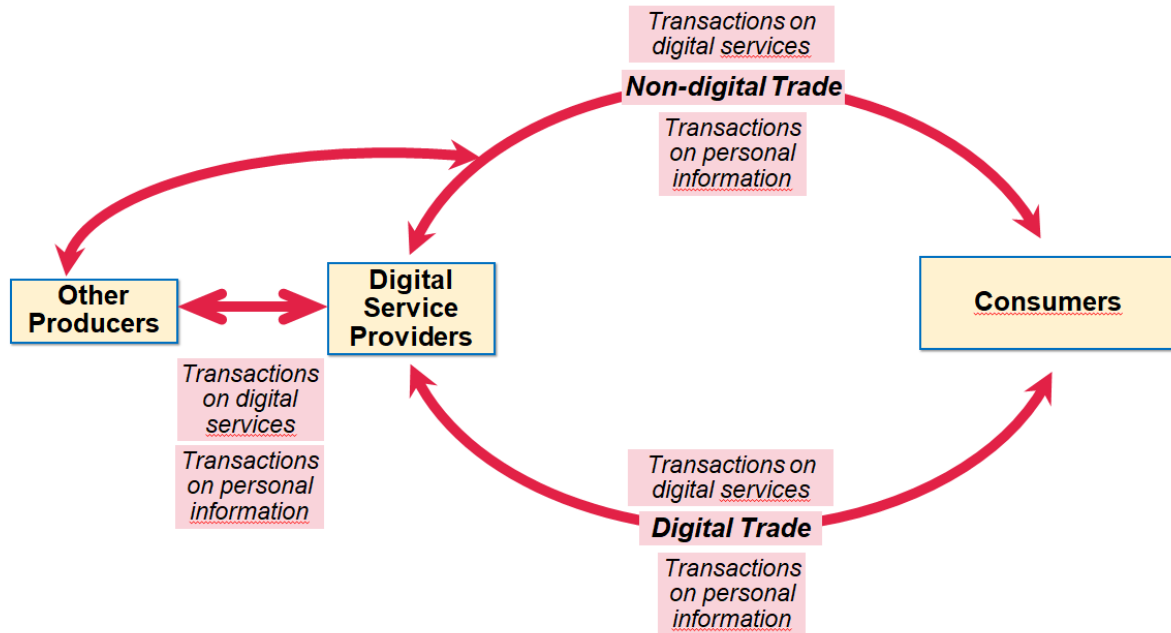 Transactions on
digital services
Non-digital Trade
Transactions
on personal
information
Other
Producers
Digital
Service
Providers
Consumers
Transactions
on digital
services
Transactions
on personal
information
Transactions on
digital services
Digital Trade
Transactions
on personal
information